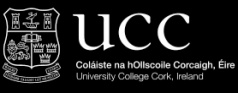 UCC
Coláiste na hOllscoile Corcaigh, Éire
University College Cork, Ireland